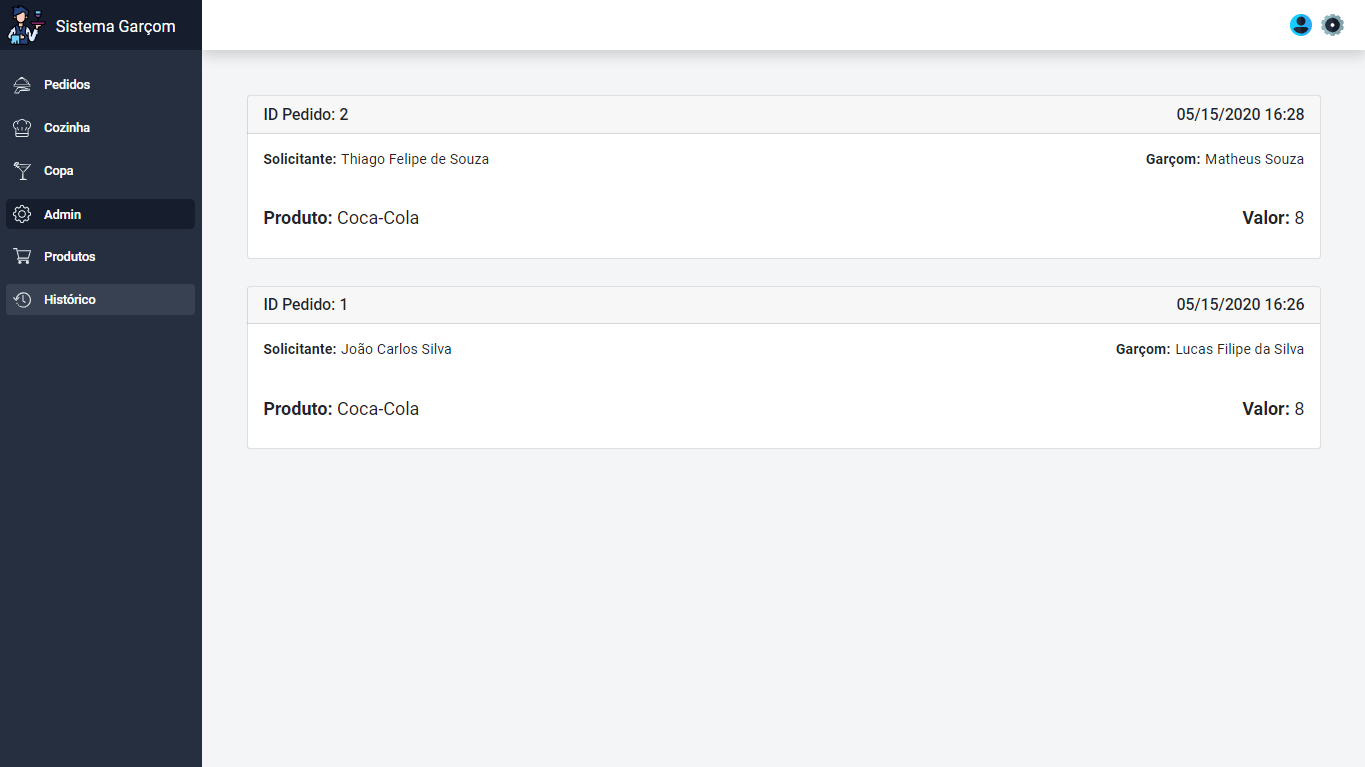 Sistema Garçom
Pedidos
Cozinha
Copa
Admin
Produtos
Histórico
ID Pedido: 2 05/15/2020 16:28
Solicitante: Thiago Felipe de Souza Garçom: Matheus Souza
Produto: Coca-Cola Valor: 8
ID Pedido: 1 05/15/2020 16:26
Solicitante: João Carlos Silva Garçom: Lucas Filipe da Silva
Produto: Coca-Cola Valor: 8